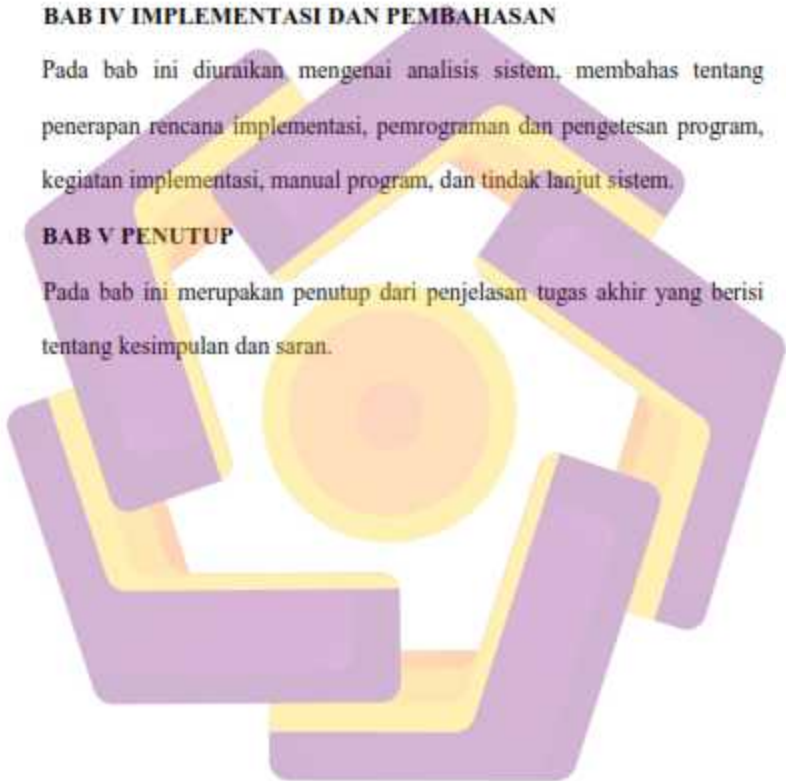 BAB IV IMPLEMENTASI DAN PEMBAHASAN
Pada bab ini diuraikan mengenai analisis sistem, membahas tentang
penerapan rencana implementasi, pemrograman dan pengetesan program,
kegiatan implementasi, manual program, dan tindak lanjut sistem.
BAB V PENUTUP
Pada bab ini merupakan penutup dari penjelasan tugas akhir yang berisi
tentang kesimpulan dan saran.